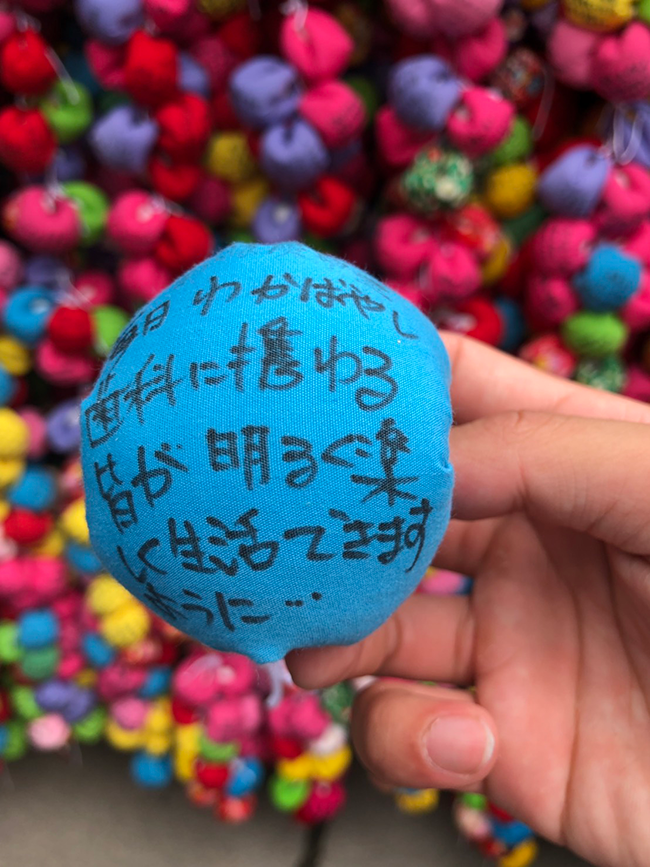 毎日 わかばやし
歯科に携わる
皆が 明るく楽
しく生活できます
ように…